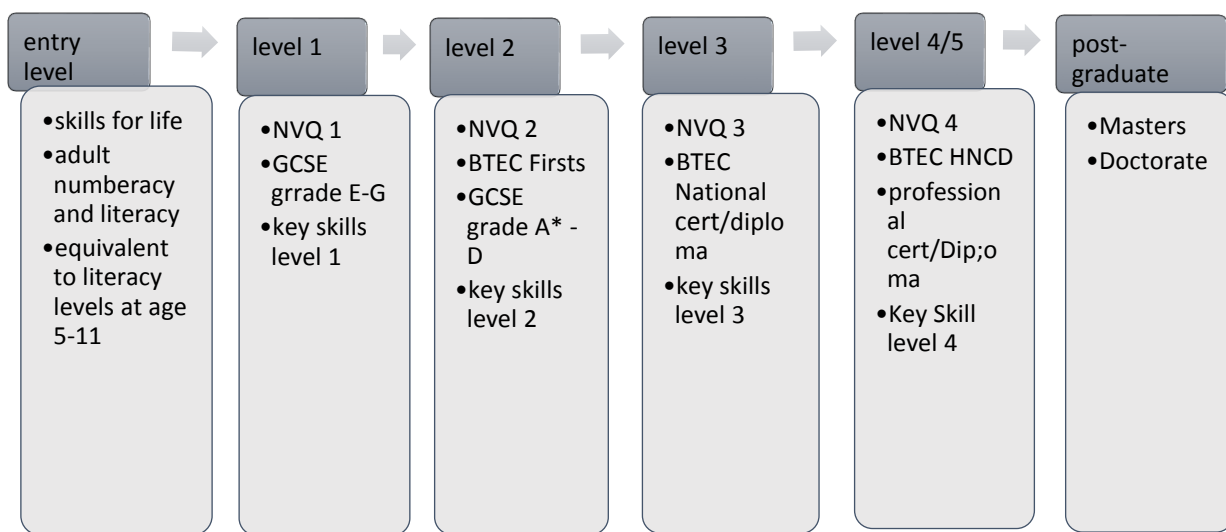 entry
level
•skills for life
•adult
numberacy
and literacy
•equivalent
to literacy
levels at age
5-11
level 1
•NVQ 1
•GCSE
grrade E-G
•key skills
level 1
level 2
•NVQ 2
•BTEC Firsts
•GCSE
grade A* -
D
•key skills
level 2
level 3
•NVQ 3
•BTEC
National
cert/diplo
ma
•key skills
level 3
level 4/5
•NVQ 4
•BTEC HNCD
•profession
al
cert/Dip;o
ma
•Key Skill
level 4
post-
graduate
•Masters
•Doctorate